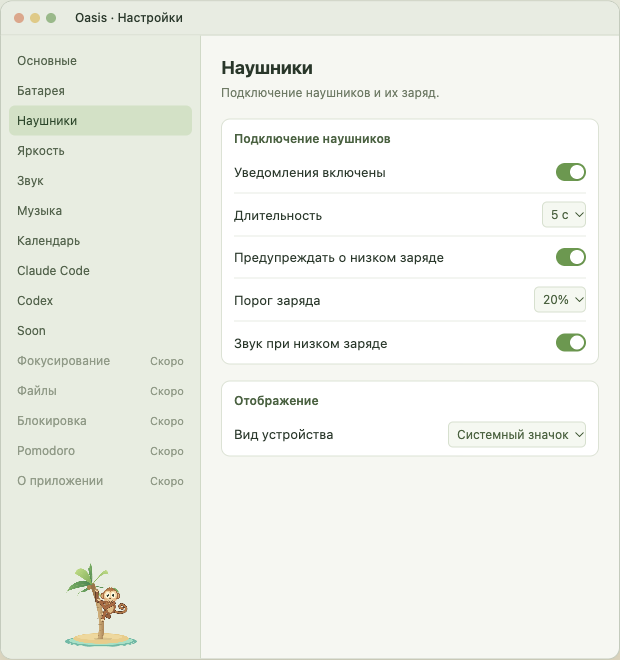 Oasis · Настройки
Основные
Батарея
Наушники
Яркость
Звук
Музыка
Календарь
Claude Code
Codex
Soon
Фокусирование Скоро
Файлы Скоро
Блокировка Скоро
Pomodoro Скоро
О приложении Скоро
Наушники
Подключение наушников и их заряд.
Подключение наушников
Уведомления включены
Длительность 5 с
Предупреждать о низком заряде
Порог заряда 20%
Звук при низком заряде
Отображение
Вид устройства Системный значок